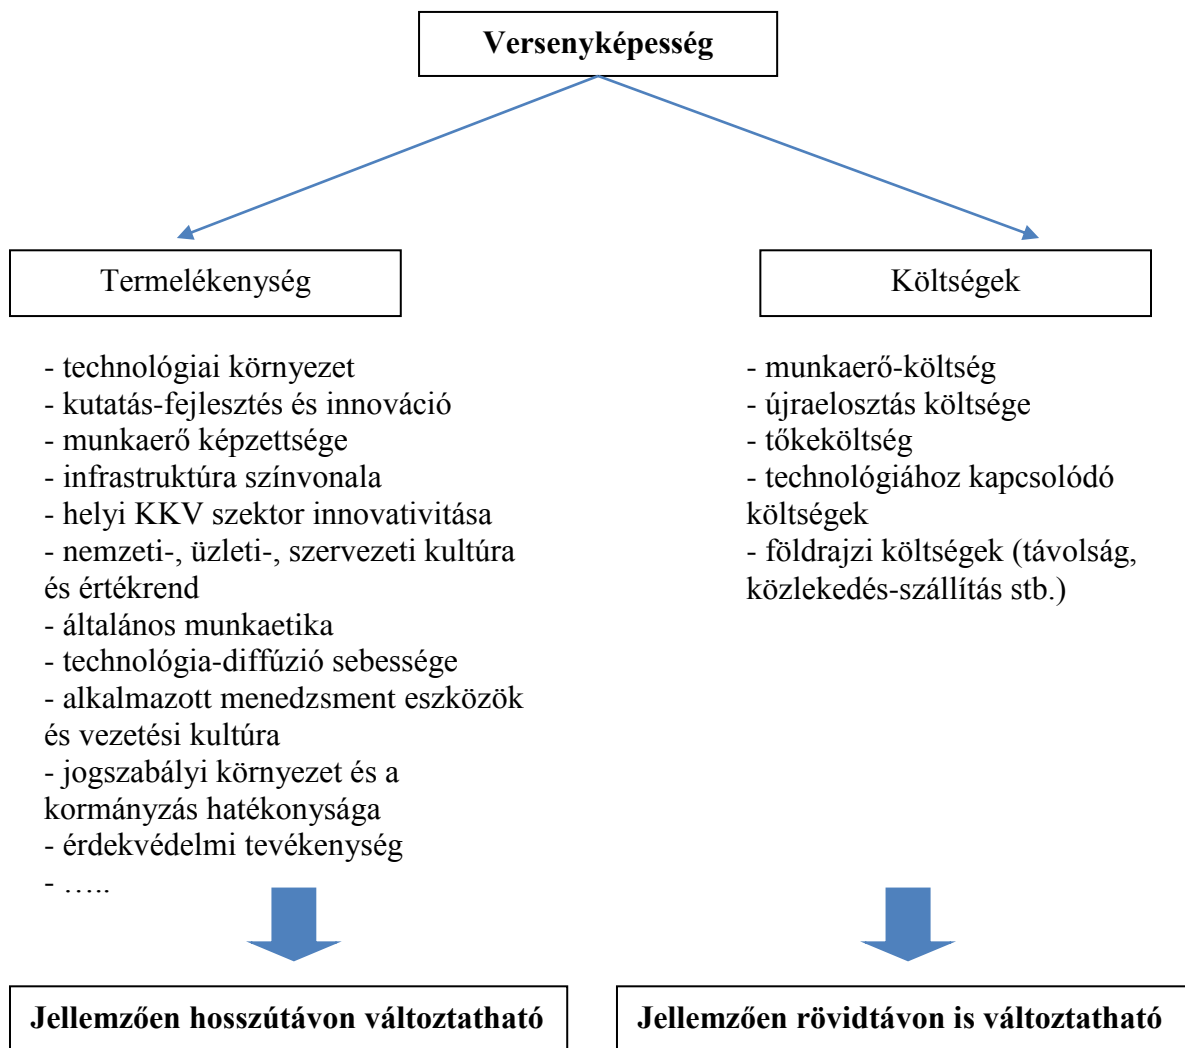 Versenyképesség
Termelékenység
Költségek
- technológiai környezet
- kutatás-fejlesztés és innováció
- munkaerő képzettsége
- infrastruktúra színvonala
- helyi KKV szektor innovativitása
- nemzeti-, üzleti-, szervezeti kultúra
és értékrend
- általános munkaetika
- technológia-diffúzió sebessége
- alkalmazott menedzsment eszközök
és vezetési kultúra
- jogszabályi környezet és a
kormányzás hatékonysága
- érdekvédelmi tevékenység
- …..
- munkaerő-költség
- újraelosztás költsége
- tőkeköltség
- technológiához kapcsolódó
költségek
- földrajzi költségek (távolság,
közlekedés-szállítás stb.)
Jellemzően hosszútávon változtatható
Jellemzően rövidtávon is változtatható